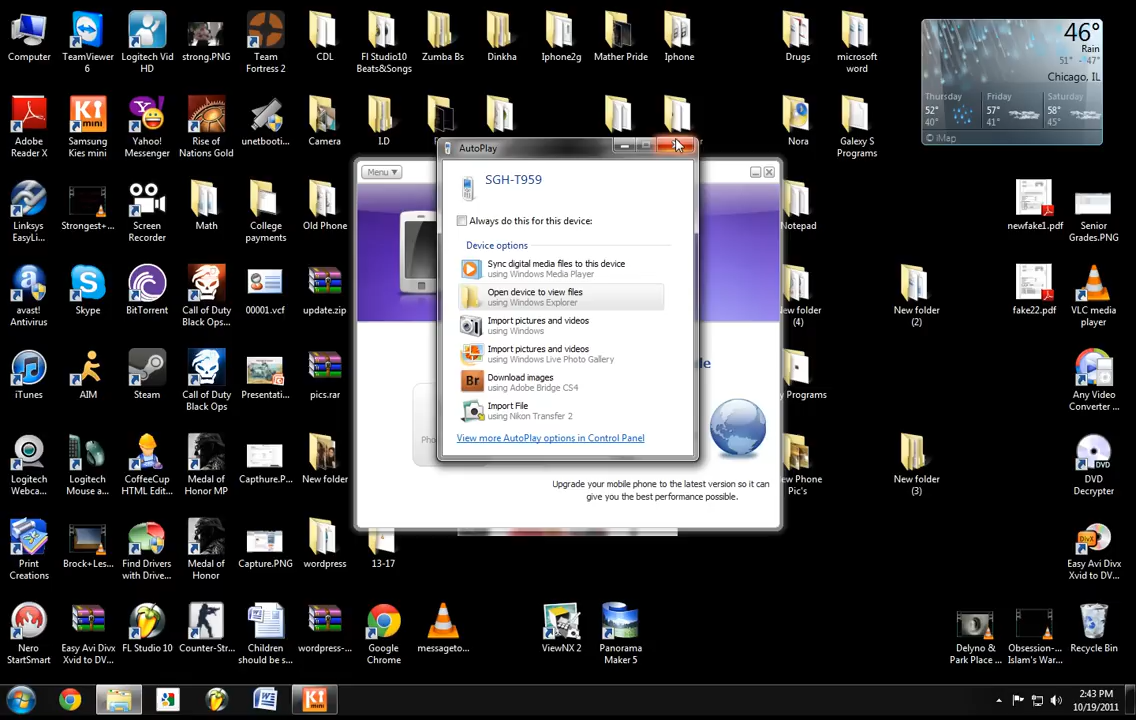 Computer
TeamViewer 6
Logitech Vid HD
strong.PNG
Team Fortress 2
CDL
Fl Studio10 Beats&Songs
Zumba Bs
Dinkha
Iphone2g
Mather Pride
Iphone
Drugs
microsoft word
46°
Rain
51° - 47°
Chicago, IL
Thursday
52°
40°
Friday
57°
41°
Saturday
58°
45°
© iMap
Adobe Reader X
Samsung Kies mini
Yahoo! Messenger
Rise of Nations Gold
unetbooti...
Camera
I.D
Nora
Galexy S Programs
AutoPlay
SGH-T959
Always do this for this device:
Device options
Sync digital media files to this device
using Windows Media Player
Open device to view files
using Windows Explorer
Import pictures and videos
using Windows
Import pictures and videos
using Windows Live Photo Gallery
Download images
using Adobe Bridge CS4
Import File
using Nikon Transfer 2
View more AutoPlay options in Control Panel
Menu
Upgrade your mobile phone to the latest version so it can
give you the best performance possible.
Linksys EasyLi...
Strongest+...
Screen Recorder
Math
College payments
Old Phone
Notepad
newfake1.pdf
Senior Grades.PNG
avast! Antivirus
Skype
BitTorrent
Call of Duty Black Ops...
00001.vcf
update.zip
New folder (4)
New folder (2)
fake22.pdf
VLC media player
iTunes
AIM
Steam
Call of Duty Black Ops
Presentati...
pics.rar
Programs
Any Video Converter ...
Logitech Webca...
Logitech Mouse a...
CoffeeCup HTML Edit...
Medal of Honor MP
Capthure.P...
New folder
Phone Pic's
New folder (3)
DVD Decrypter
Print Creations
Brock+Les...
Find Drivers with Drive...
Medal of Honor
Capture.PNG
wordpress
13-17
Easy Avi Divx Xvid to DV...
Nero StartSmart
Easy Avi Divx Xvid to DV...
FL Studio 10
Counter-Str...
Children should be s...
wordpress-...
Google Chrome
messageto...
ViewNX 2
Panorama Maker 5
Delyno & Park Place ...
Obsession-... Islam's War...
Recycle Bin
2:43 PM
10/19/2011